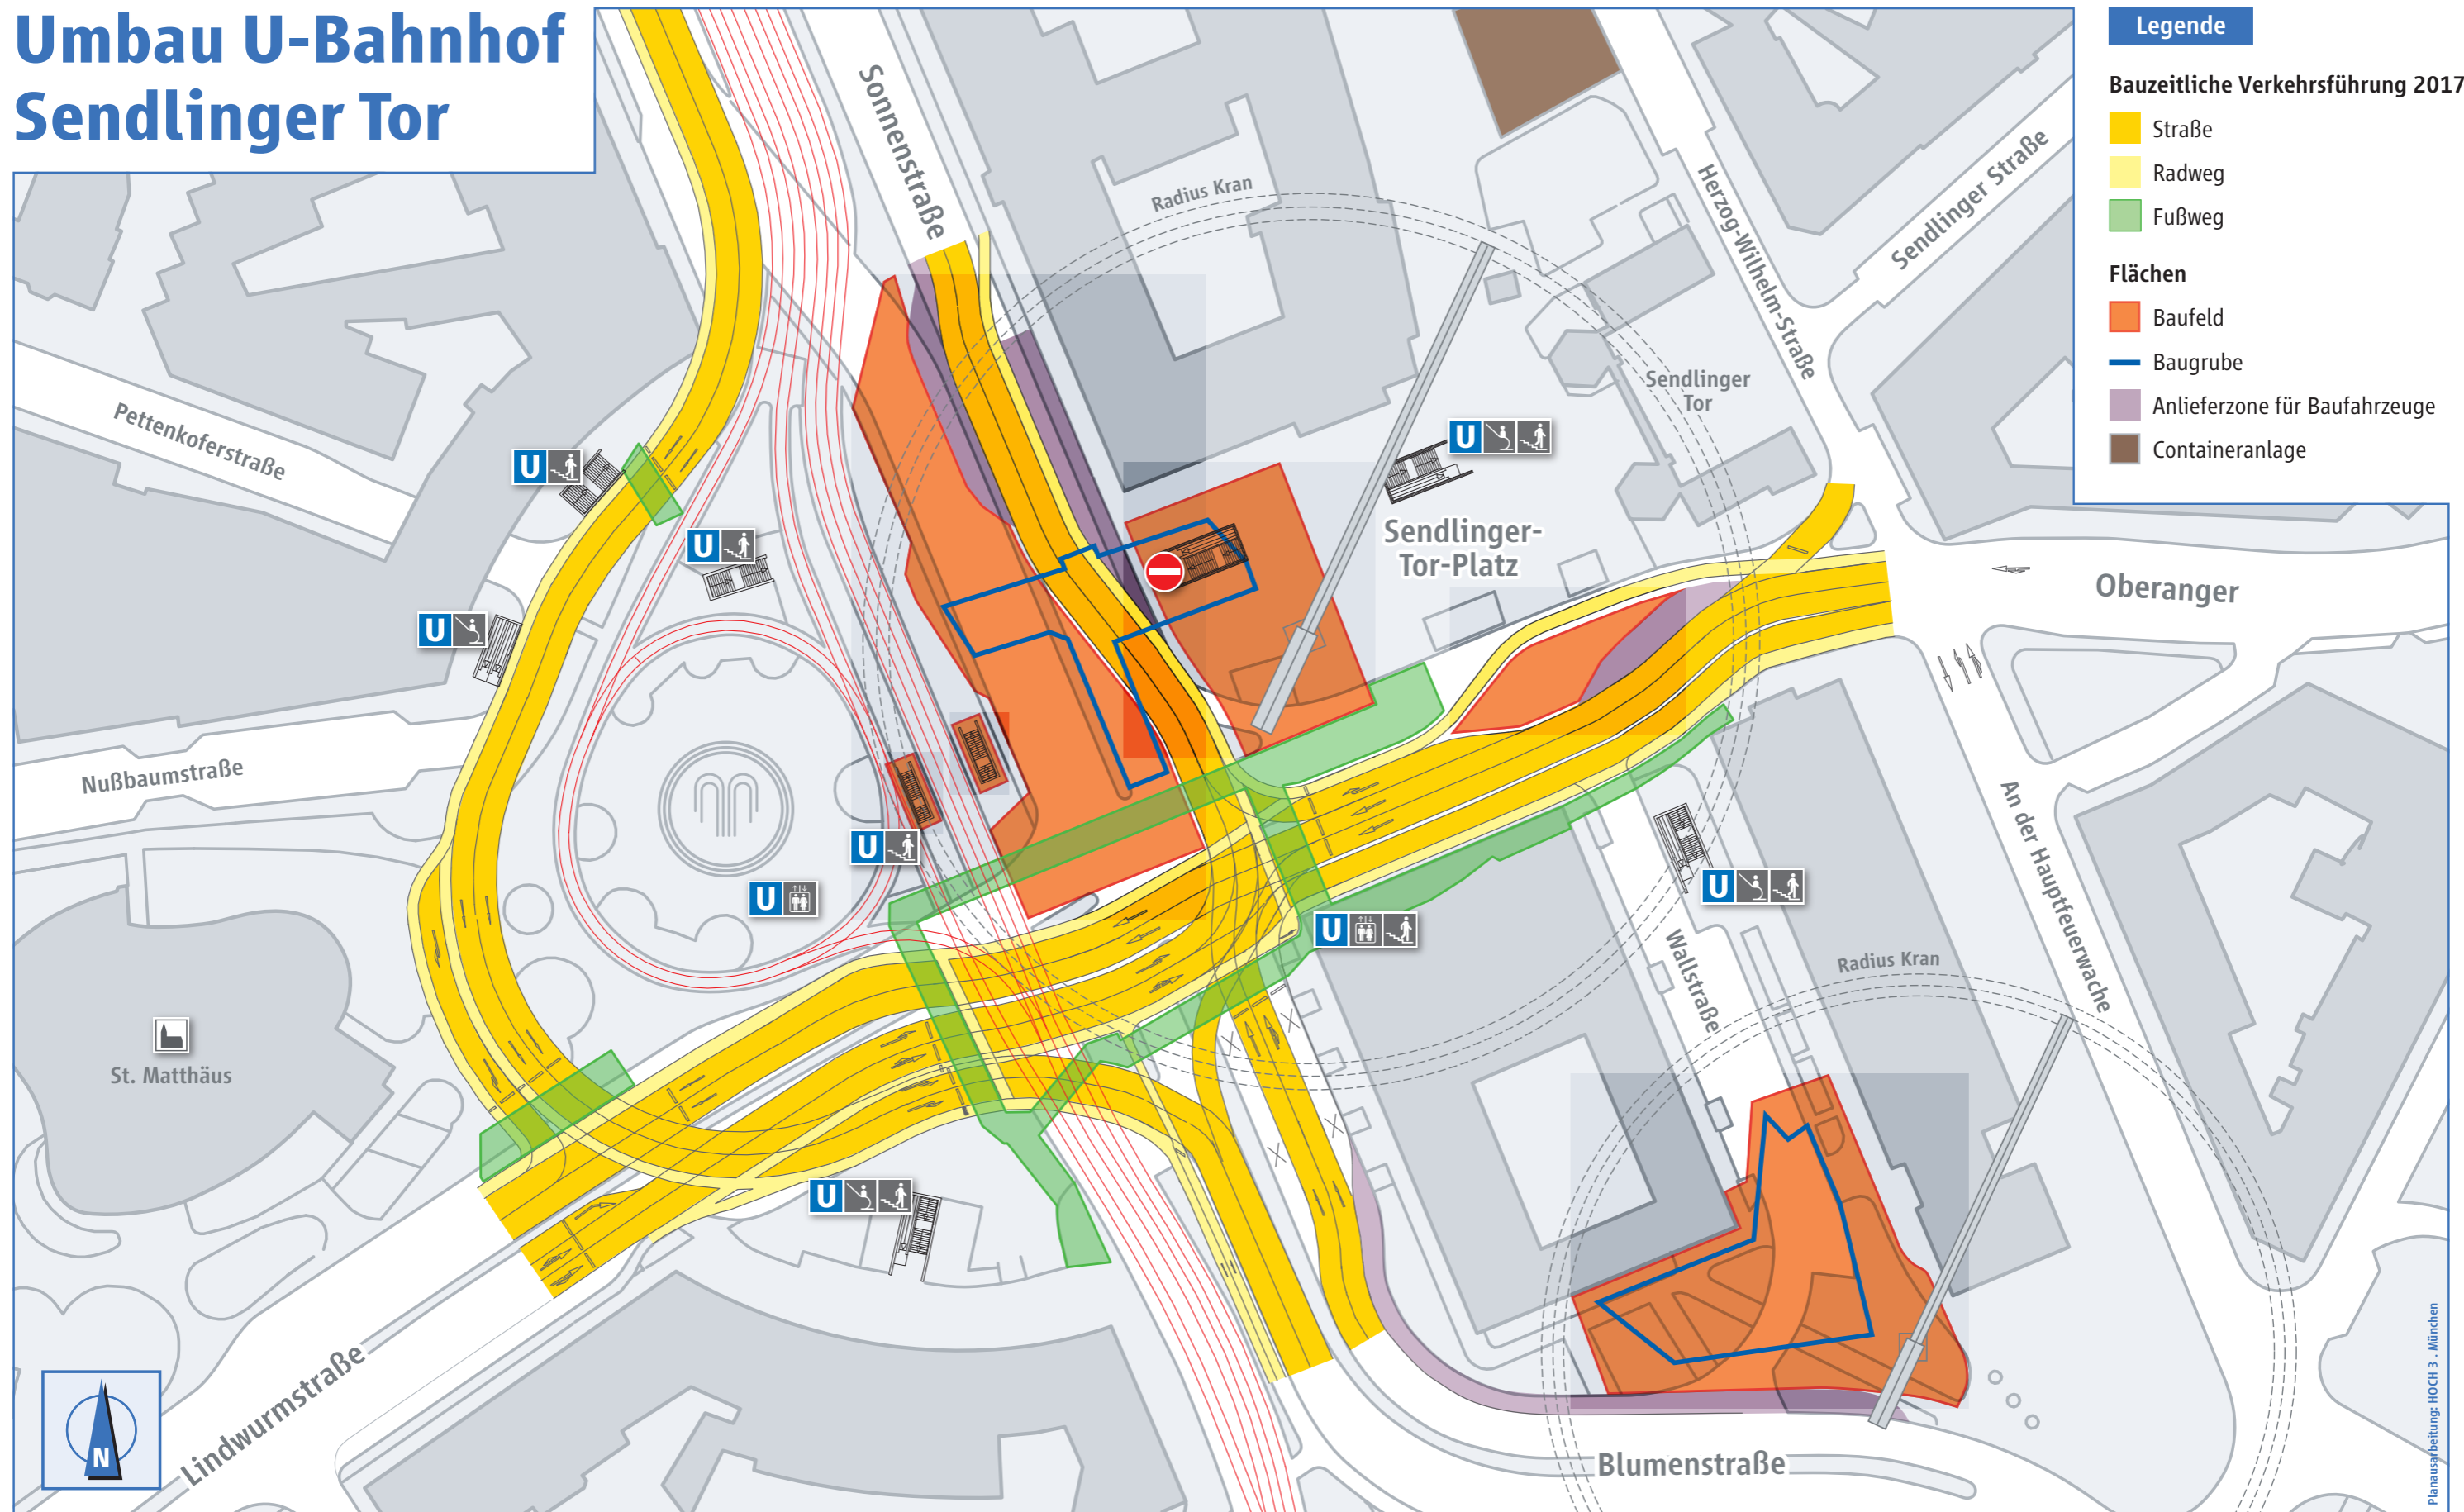 Umbau U-Bahnhof
Sendlinger Tor
Legende
Bauzeitliche Verkehrsführung 2017
Straße
Radweg
Fußweg
Flächen
Baufeld
Baugrube
Anlieferzone für Baufahrzeuge
Containeranlage
Sonnenstraße
Radius Kran
Herzog-Wilhelm-Straße
Sendlinger Straße
Sendlinger
Tor
Pettenkoferstraße
U
U
U
U
Sendlinger-
Tor-Platz
Oberanger
Nußbaumstraße
An der Hauptfeuerwache
U
U
U
U
Wallstraße
Radius Kran
St. Matthäus
U
Lindwurmstraße
Blumenstraße
N
Planausarbeitung: HOCH 3 . München